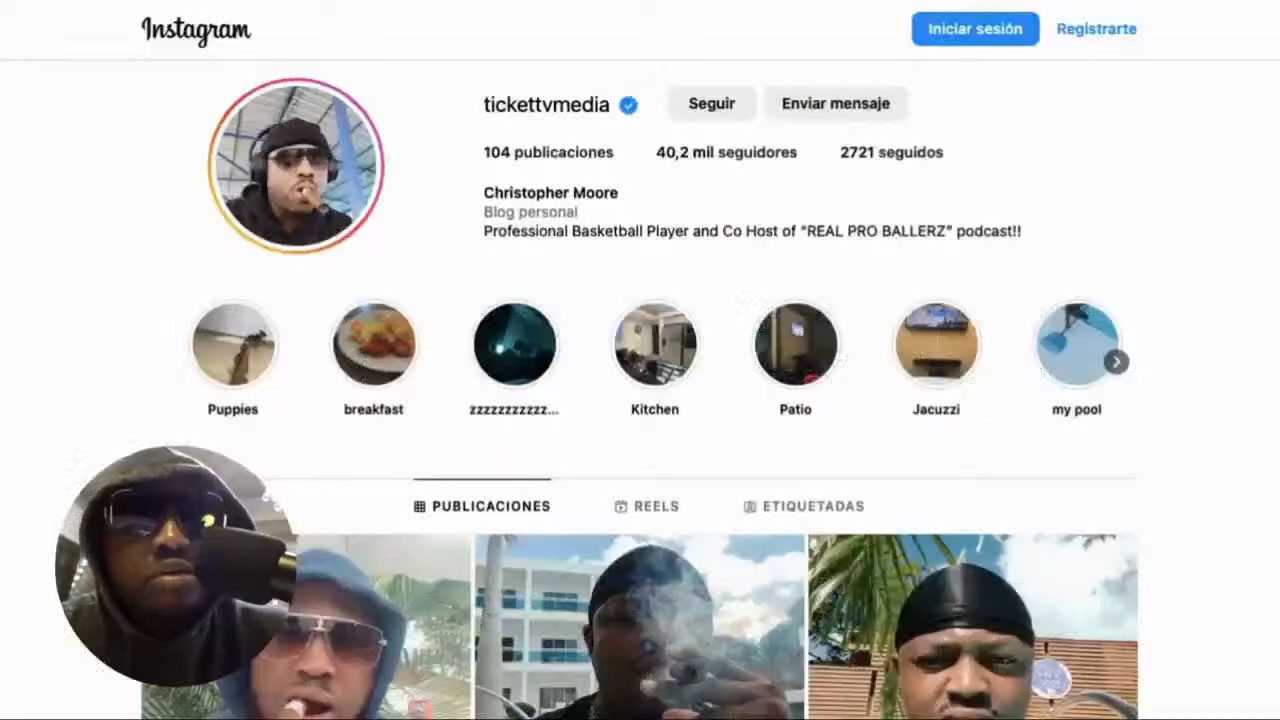 Instagram
Iniciar sesión
Registrarte
tickettvmedia
Seguir
Enviar mensaje
104 publicaciones
40,2 mil seguidores
2721 seguidos
Christopher Moore
Blog personal
Professional Basketball Player and Co Host of “REAL PRO BALLERZ” podcast!!
Puppies
breakfast
zzzzzzzzzzz...
Kitchen
Patio
Jacuzzi
my pool
PUBLICACIONES
REELS
ETIQUETADAS